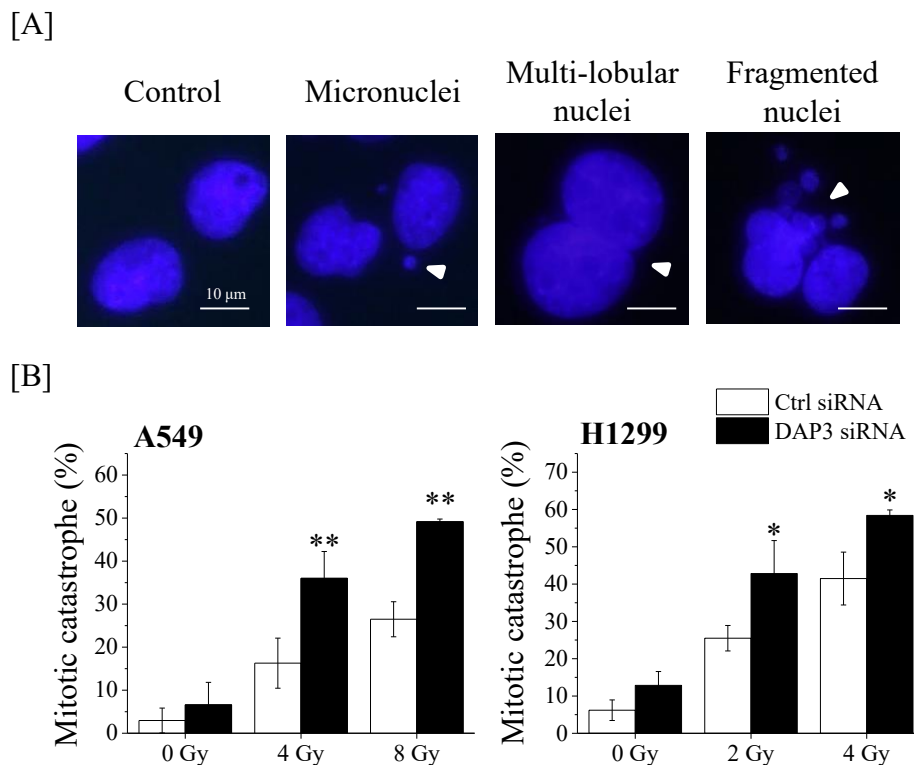 [A]
Control
Micronuclei
Multi-lobular
nuclei
Fragmented
nuclei
10 μm
[B]
Ctrl siRNA
DAP3 siRNA
A549
H1299
Mitotic catastrophe (%)
60
50
40
30
20
10
0
**
**
0 Gy
4 Gy
8 Gy
Mitotic catastrophe (%)
70
60
50
40
30
20
10
0
*
*
0 Gy
2 Gy
4 Gy